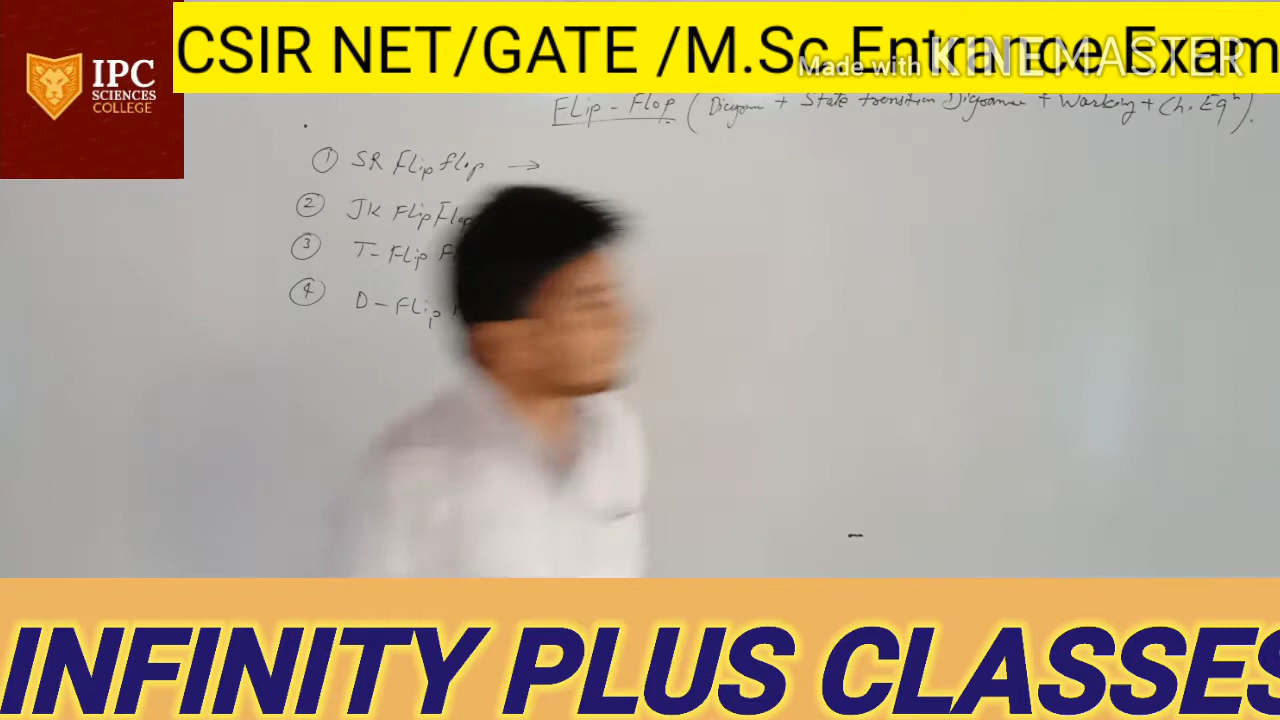 CSIR NET/GATE /M.Sc Entrance Exam
Made with KINEMASTER
IPC
SCIENCES
COLLEGE
Flip - Flop ( Diagram + State transition Diagram + Working + Ch. Eqⁿ ).
① SR Flip flop →
② JK Flip Flop
③ T - Flip F
④ D - Flip
INFINITY PLUS CLASSES